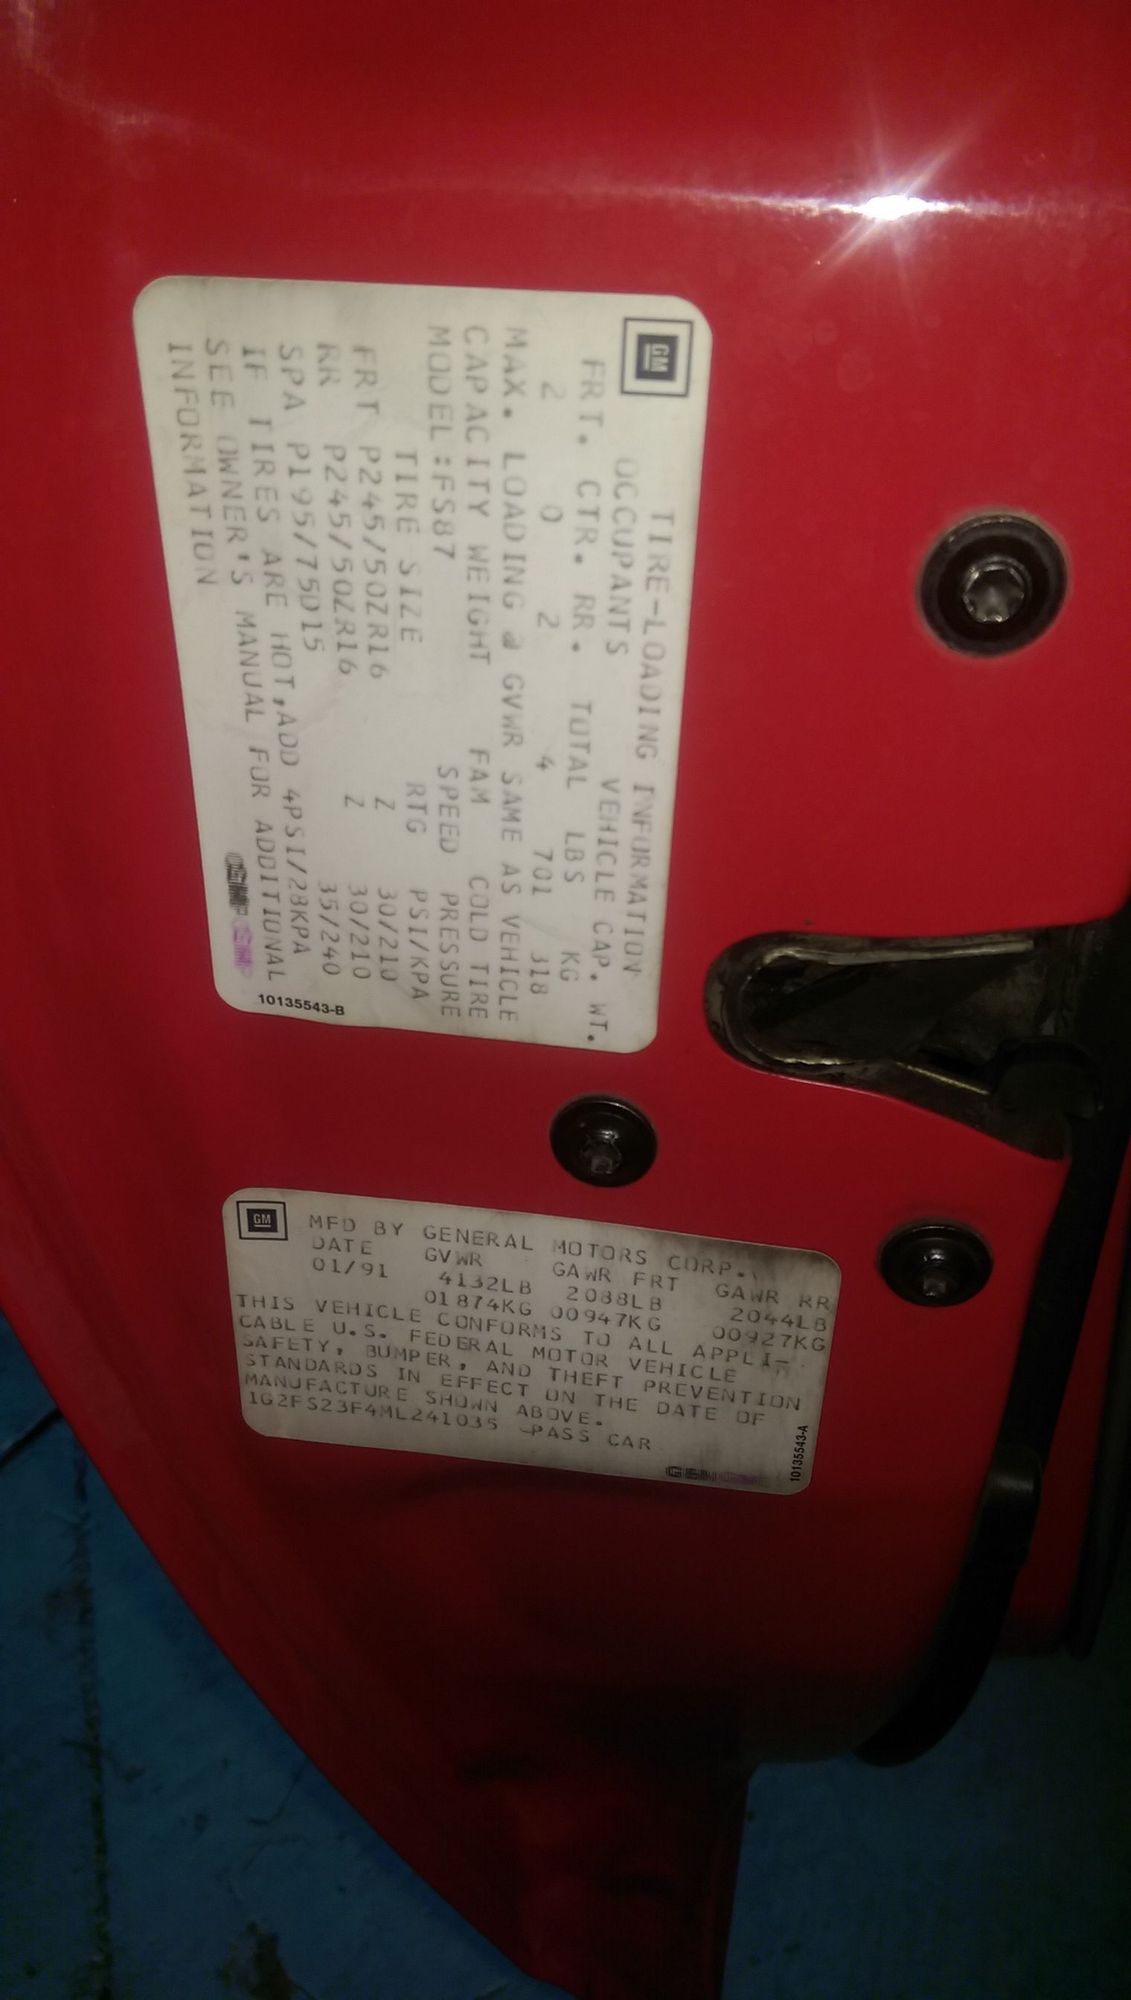 GM
TIRE-LOADING INFORMATION
OCCUPANTS VEHICLE CAP. WT.
FRT. CTR. RR. TOTAL LBS KG
2 0 2 4 701 318
MAX. LOADING @ GVWR SAME AS VEHICLE
CAPACITY WEIGHT FAM COLD TIRE
MODEL:FS87 SPEED PRESSURE
TIRE SIZE RTG PSI/KPA
FRT P245/50ZR16 Z 30/210
RR P245/50ZR16 Z 30/210
SPA P195/75D15 35/240
IF TIRES ARE HOT,ADD 4PSI/28KPA
SEE OWNER'S MANUAL FOR ADDITIONAL
INFORMATION
10135543-B
GM
MFD BY GENERAL MOTORS CORP.
DATE GVWR GAWR FRT GAWR RR
01/91 4132LB 2088LB 2044LB
01874KG 00947KG 00927KG
THIS VEHICLE CONFORMS TO ALL APPLI-
CABLE U.S. FEDERAL MOTOR VEHICLE
SAFETY, BUMPER, AND THEFT PREVENTION
STANDARDS IN EFFECT ON THE DATE OF
MANUFACTURE SHOWN ABOVE.
1G2FS23F4ML241035 -PASS CAR
10135543-A